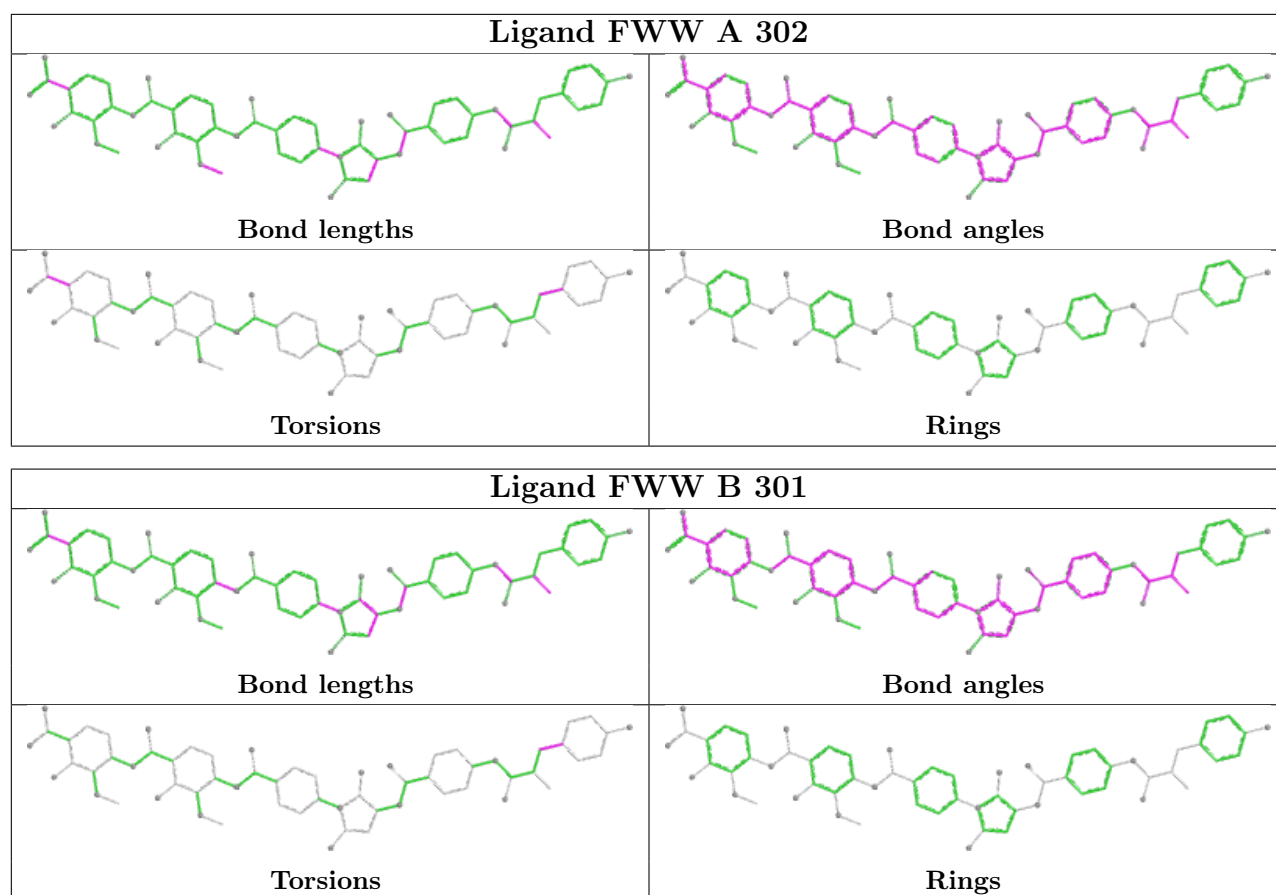 Ligand FWW A 302
Bond lengths
Bond angles
Torsions
Rings
Ligand FWW B 301
Bond lengths
Bond angles
Torsions
Rings